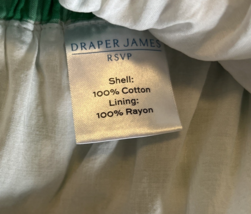 DRAPER JAMES
RSVP
Shell:
100% Cotton
Lining:
100% Rayon